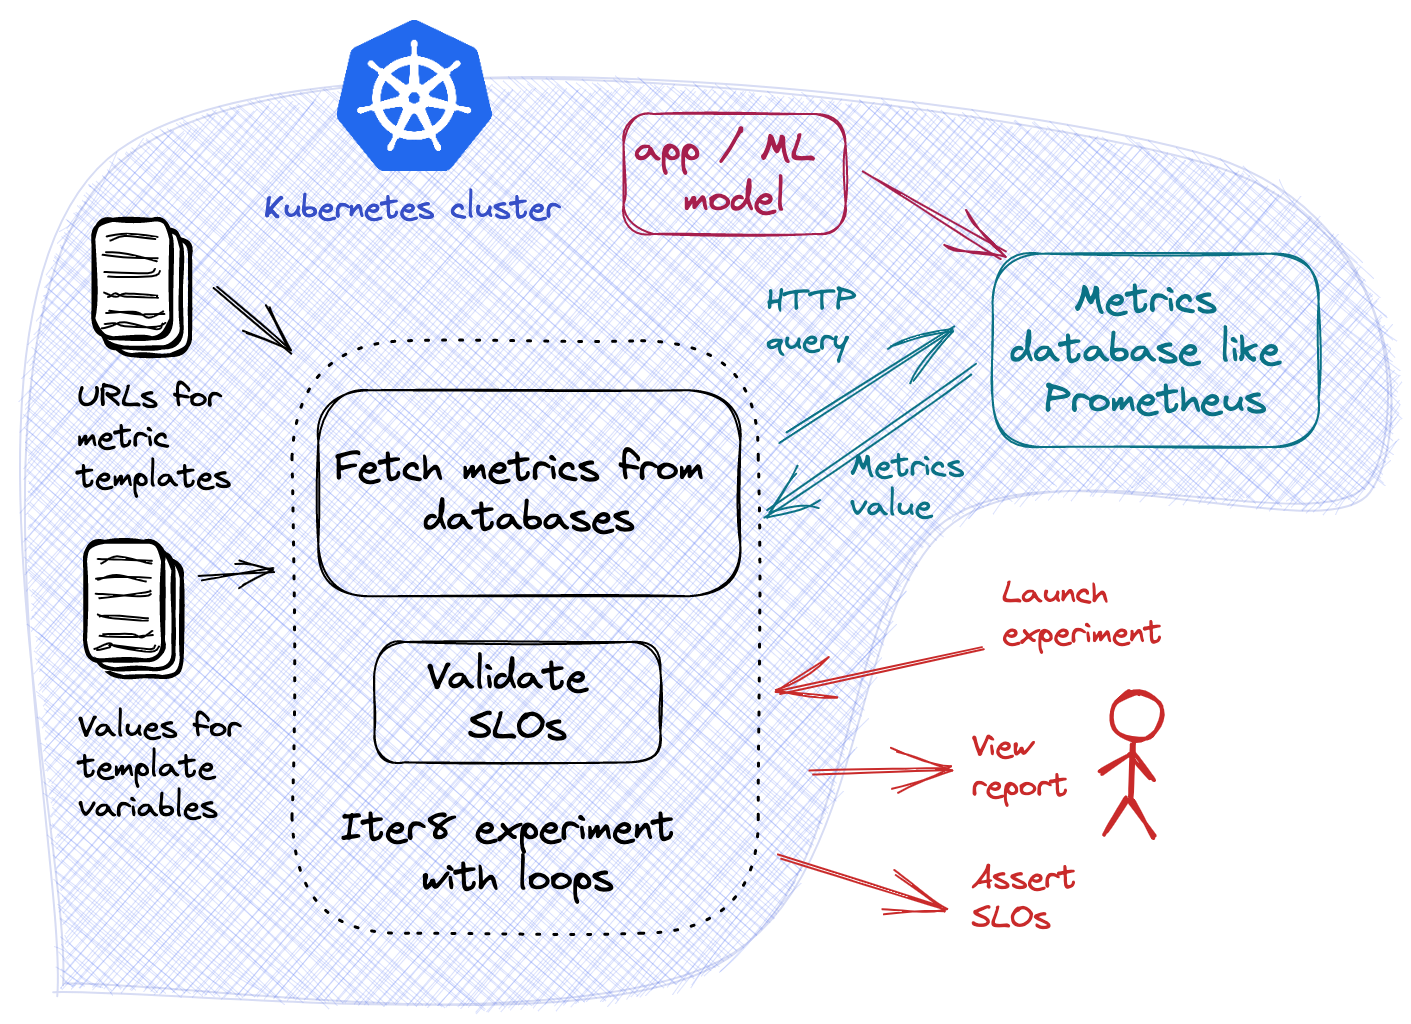 Kubernetes cluster
app / ML
model
HTTP
query
Metrics
database like
Prometheus
Metrics
value
URLs for
metric
templates
Fetch metrics from
databases
Values for
template
variables
Validate
SLOs
Iter8 experiment
with loops
Launch
experiment
View
report
Assert
SLOs